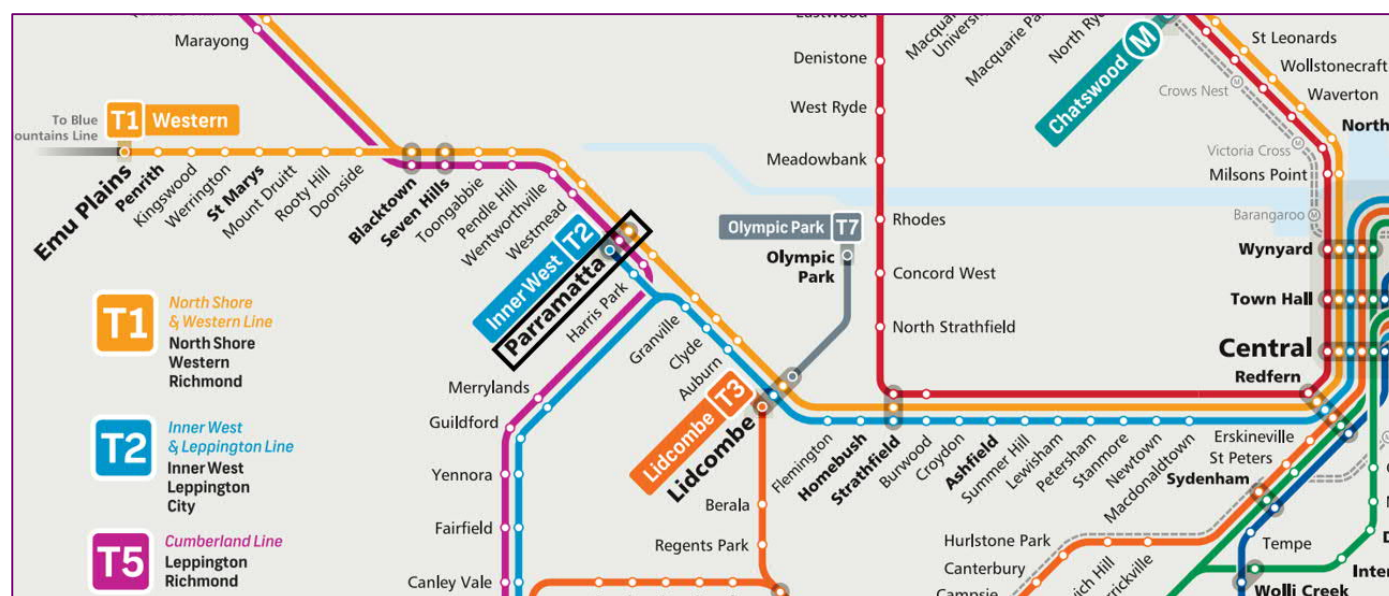 Marayong
To Blue
ountains Line
T1 Western
Emu Plains
Penrith
Kingswood
Werrington
St Marys
Mount Druitt
Rooty Hill
Doonside
Blacktown
Seven Hills
Toongabbie
Pendle Hill
Wentworthville
Westmead
Inner West T2
Parramatta
Harris Park
Granville
Clyde
Auburn
Lidcombe T3
Lidcombe
Olympic Park T7
Olympic
Park
Denistone
West Ryde
Meadowbank
Rhodes
Concord West
North Strathfield
Macquarie Park
North Ryde
Chatswood M
St Leonards
Wollstonecraft
Waverton
North
Crows Nest M
Victoria Cross M
Milsons Point
Barangaroo M
Wynyard
Town Hall
Central
Redfern
Flemington
Homebush
Strathfield
Burwood
Croydon
Ashfield
Summer Hill
Lewisham
Petersham
Stanmore
Newtown
Macdonaldtown
Erskineville
St Peters
Sydenham
Hurlstone Park
Canterbury
Campsie
Tempe
Wolli Creek
Inter
Merrylands
Guildford
Yennora
Fairfield
Canley Vale
Berala
Regents Park
T1
North Shore
& Western Line
North Shore
Western
Richmond
T2
Inner West
& Leppington Line
Inner West
Leppington
City
T5
Cumberland Line
Leppington
Richmond